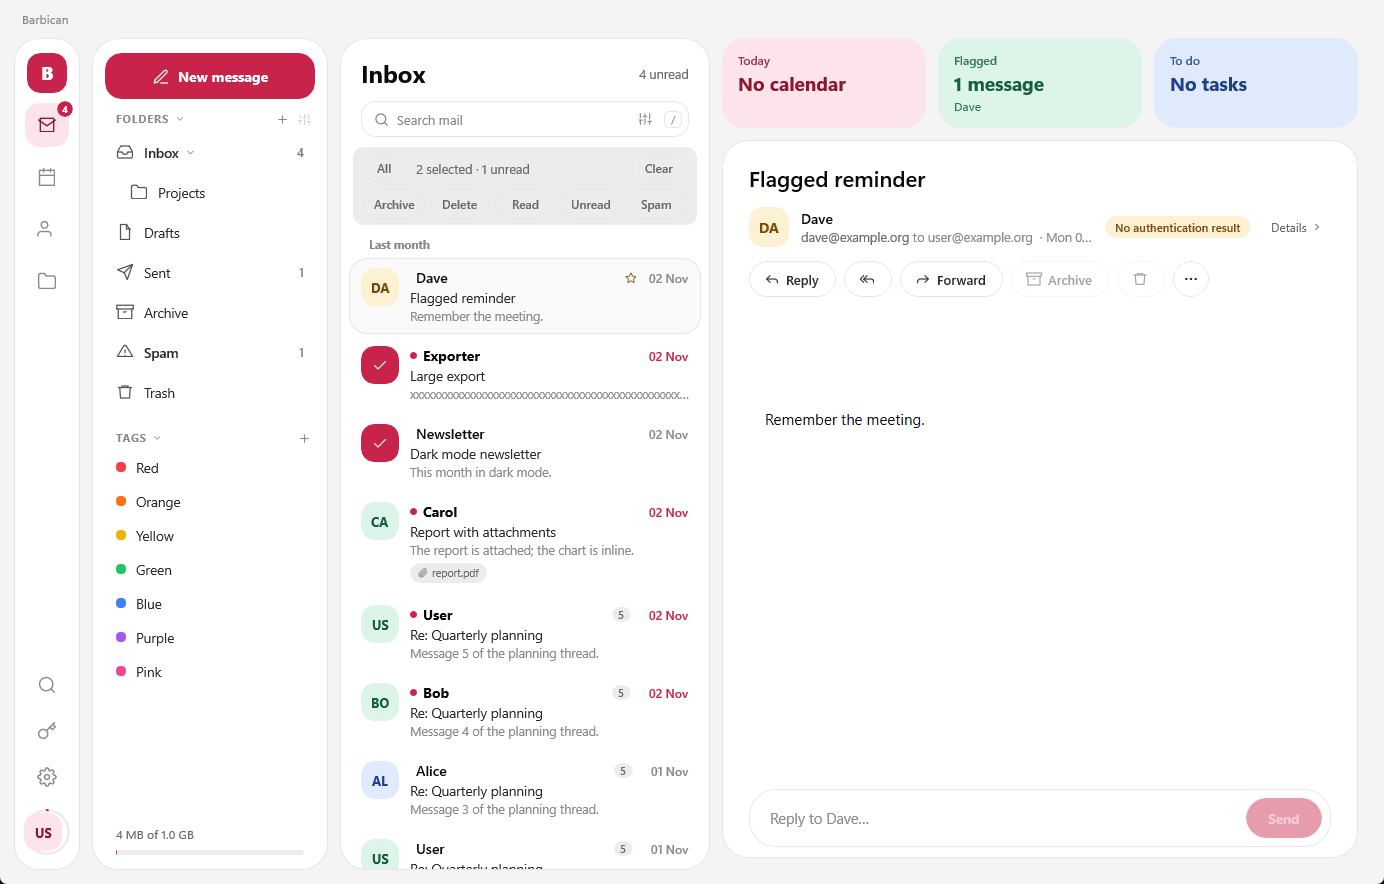 Barbican
B
4
US
New message
FOLDERS
Inbox 4
Projects
Drafts
Sent 1
Archive
Spam 1
Trash
TAGS
Red
Orange
Yellow
Green
Blue
Purple
Pink
4 MB of 1.0 GB
Inbox
4 unread
Search mail
/
All 2 selected · 1 unread Clear
Archive Delete Read Unread Spam
Last month
DA
Dave 02 Nov
Flagged reminder
Remember the meeting.
Exporter 02 Nov
Large export
xxxxxxxxxxxxxxxxxxxxxxxxxxxxxxxxxxxxxxxxxxxxxxxxxxx...
Newsletter 02 Nov
Dark mode newsletter
This month in dark mode.
CA
Carol 02 Nov
Report with attachments
The report is attached; the chart is inline.
report.pdf
US
User 5 02 Nov
Re: Quarterly planning
Message 5 of the planning thread.
BO
Bob 5 02 Nov
Re: Quarterly planning
Message 4 of the planning thread.
AL
Alice 5 01 Nov
Re: Quarterly planning
Message 3 of the planning thread.
US
User 5 01 Nov
Re: Quarterly planning
Today
No calendar
Flagged
1 message
Dave
To do
No tasks
Flagged reminder
DA
Dave
dave@example.org to user@example.org · Mon 0...
No authentication result
Details
Reply
Forward
Archive
Remember the meeting.
Reply to Dave...
Send